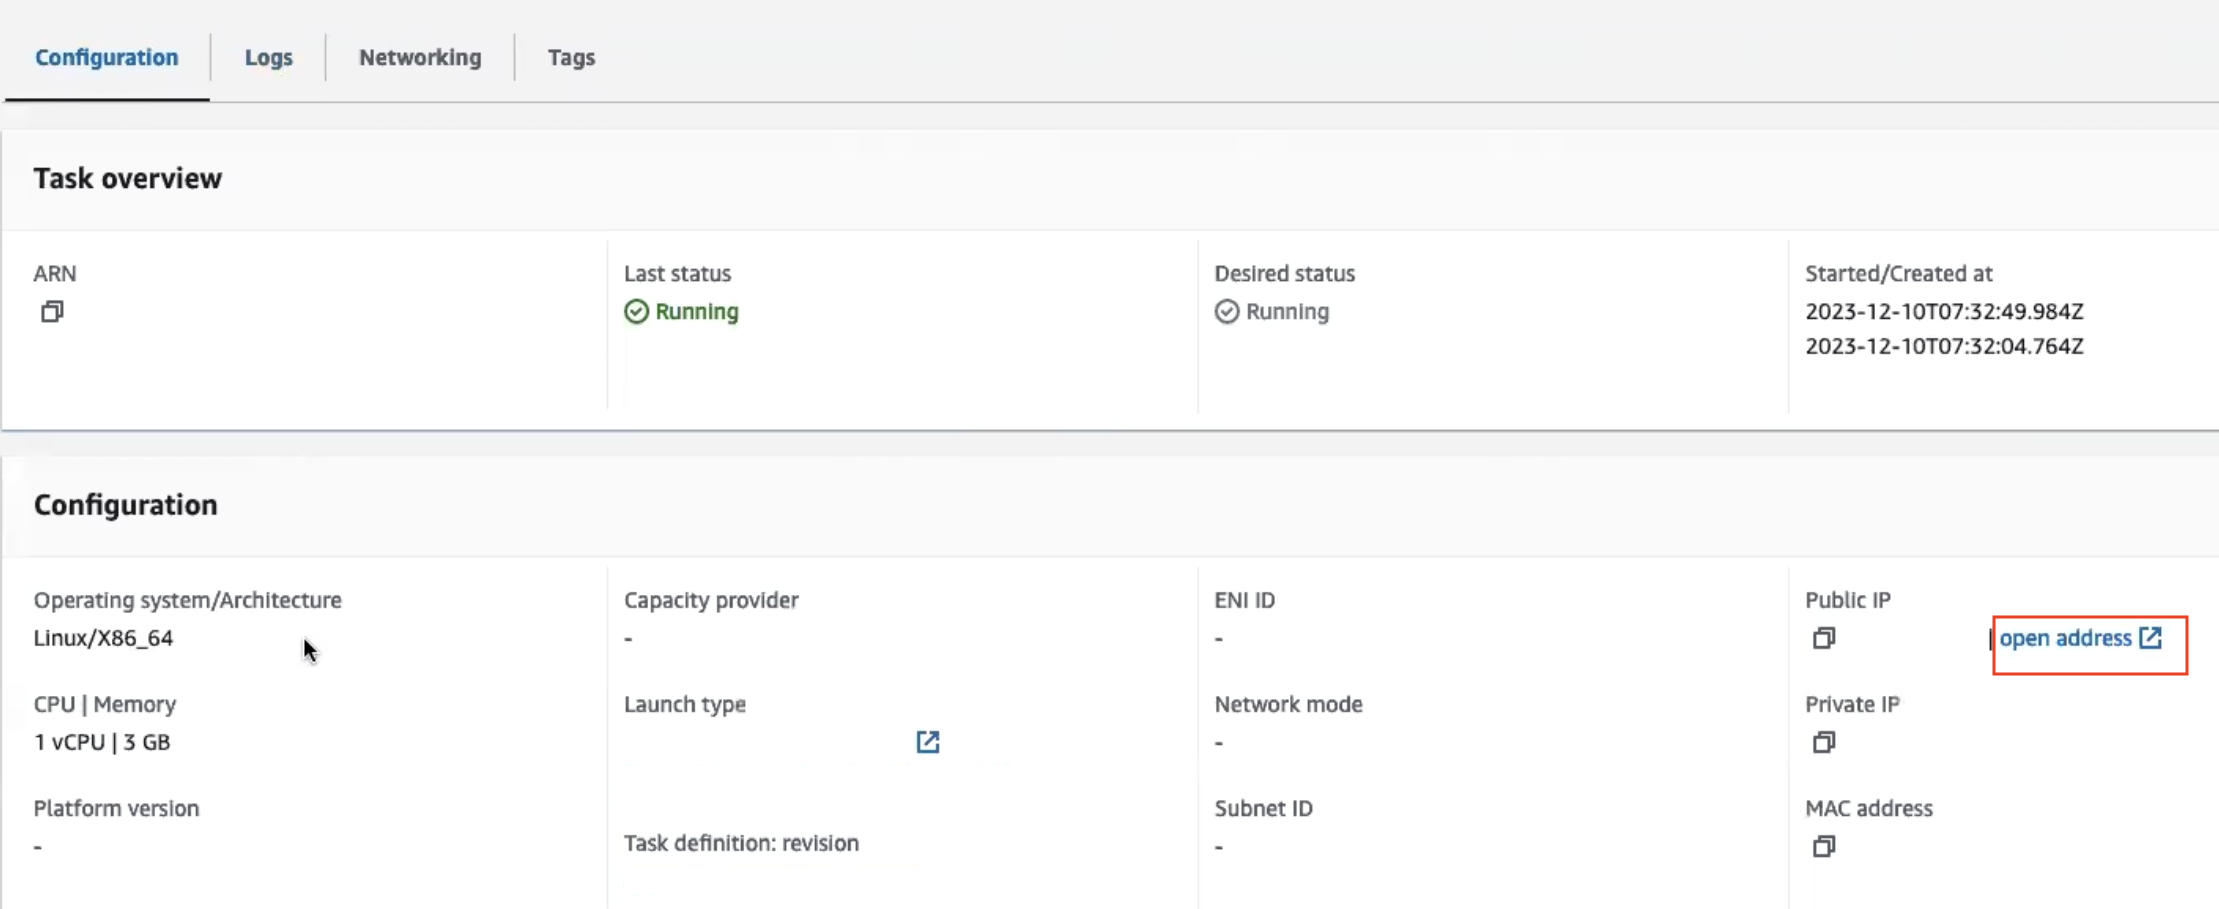 Configuration
Logs
Networking
Tags
Task overview
ARN
Last status
Running
Desired status
Running
Started/Created at
2023-12-10T07:32:49.984Z
2023-12-10T07:32:04.764Z
Configuration
Operating system/Architecture
Linux/X86_64
CPU | Memory
1 vCPU | 3 GB
Platform version
-
Capacity provider
-
Launch type
Task definition: revision
ENI ID
-
Network mode
-
Subnet ID
-
Public IP
| open address
Private IP
MAC address